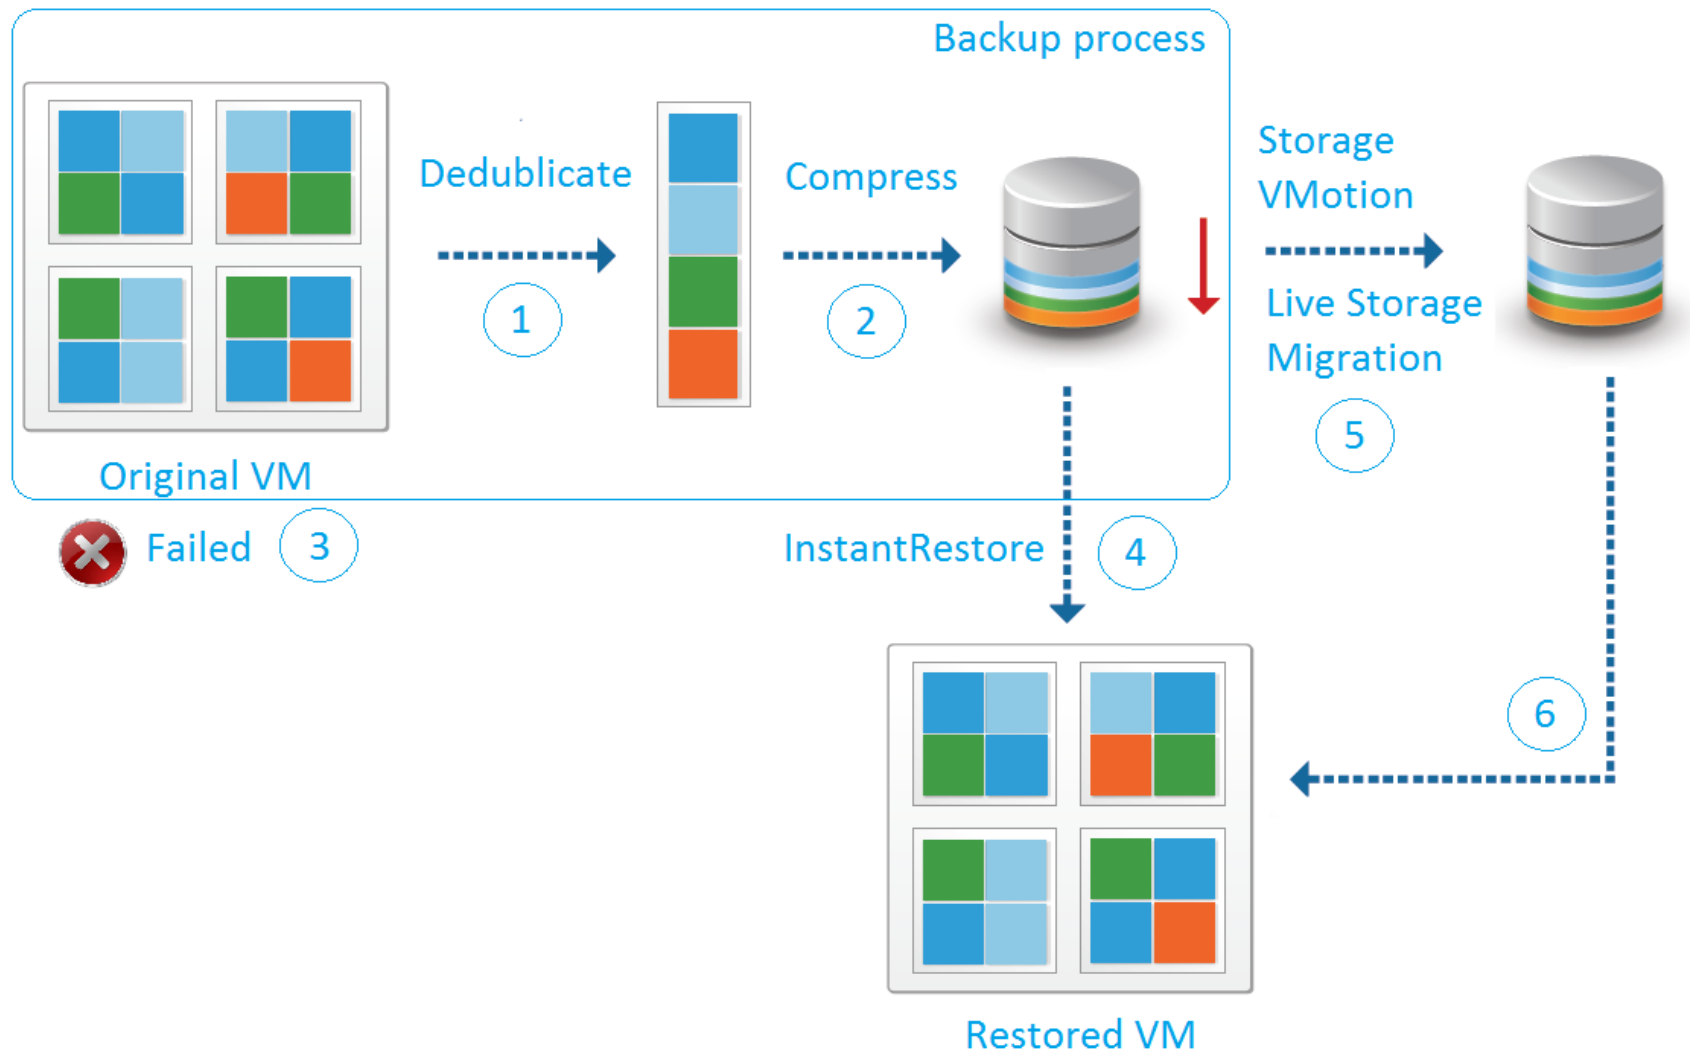 Backup process
Dedublicate
1
Compress
2
Storage
VMotion
Live Storage
Migration
5
Original VM
Failed
3
InstantRestore
4
6
Restored VM